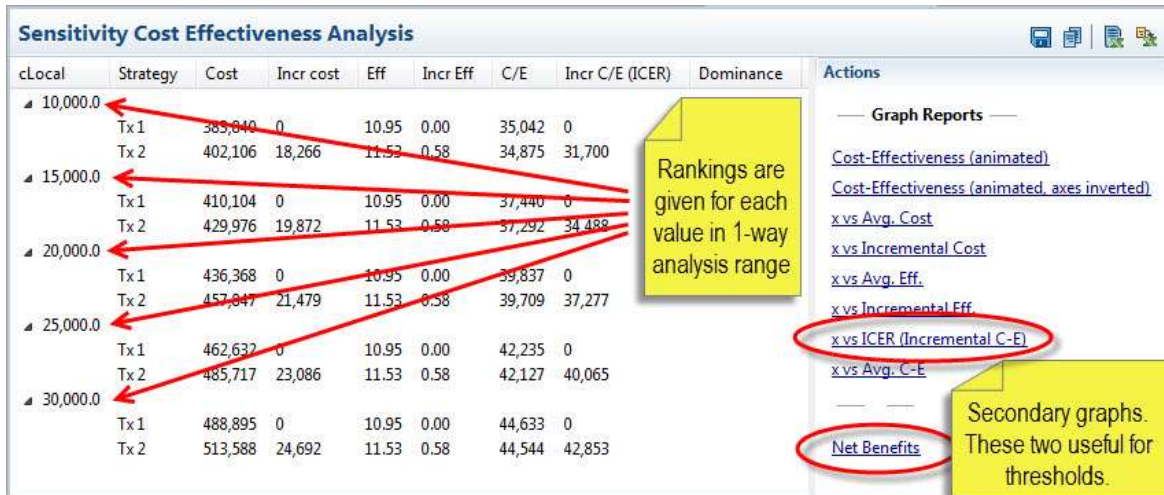 Sensitivity Cost Effectiveness Analysis
cLocal Strategy Cost Incr cost Eff Incr Eff C/E Incr C/E (ICER) Dominance
10,000.0
Tx 1 383,840 0 10.95 0.00 35,042 0
Tx 2 402,106 18,266 11.53 0.58 34,875 31,700
15,000.0
Tx 1 410,104 0 10.95 0.00 37,440 0
Tx 2 429,976 19,872 11.53 0.58 37,292 34,488
20,000.0
Tx 1 436,368 0 10.95 0.00 39,837 0
Tx 2 457,847 21,479 11.53 0.58 39,709 37,277
25,000.0
Tx 1 462,632 0 10.95 0.00 42,235 0
Tx 2 485,717 23,086 11.53 0.58 42,127 40,065
30,000.0
Tx 1 488,895 0 10.95 0.00 44,633 0
Tx 2 513,588 24,692 11.53 0.58 44,544 42,853
Rankings are
given for each
value in 1-way
analysis range
Actions
Graph Reports
Cost-Effectiveness (animated)
Cost-Effectiveness (animated, axes inverted)
x vs Avg. Cost
x vs Incremental Cost
x vs Avg. Eff.
x vs Incremental Eff.
x vs ICER (Incremental C-E)
x vs Avg. C-E
Net Benefits
Secondary graphs.
These two useful for
thresholds.